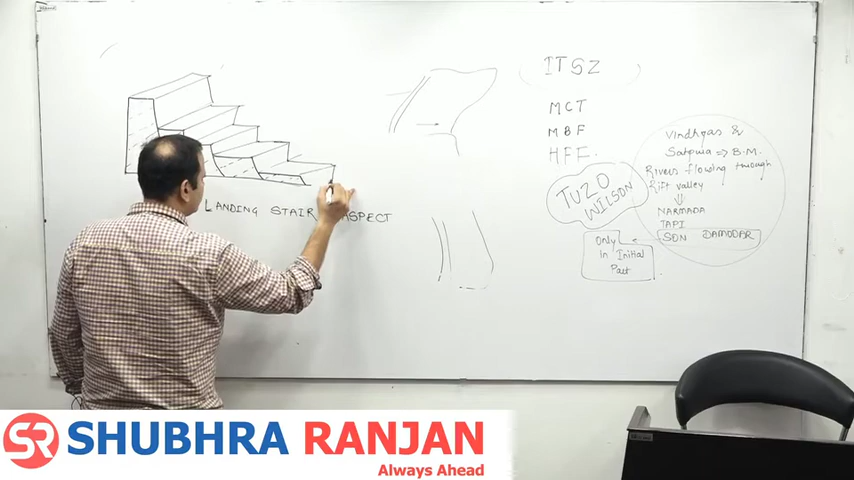 LANDING STAIR ASPECT
ITSZ
MCT
MBF
HFF.
TUZO
WILSON
Vindhyas &
Satpura ⇒ B.M.
Rivers flowing through
Rift valley
⇓
NARMADA
TAPI
SON DAMODAR
Only
in Initial
Part
SR
SHUBHRA RANJAN
Always Ahead